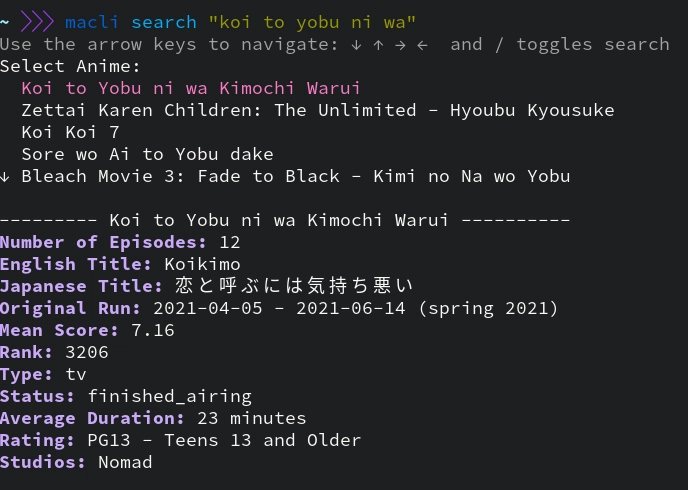 ~ >>> macli search "koi to yobu ni wa"
Use the arrow keys to navigate: ↓ ↑ → ←  and / toggles search
Select Anime:
Koi to Yobu ni wa Kimochi Warui
Zettai Karen Children: The Unlimited - Hyoubu Kyousuke
Koi Koi 7
Sore wo Ai to Yobu dake
↓ Bleach Movie 3: Fade to Black - Kimi no Na wo Yobu
--------- Koi to Yobu ni wa Kimochi Warui ----------
Number of Episodes: 12
English Title: Koikimo
Japanese Title: 恋と呼ぶには気持ち悪い
Original Run: 2021-04-05 - 2021-06-14 (spring 2021)
Mean Score: 7.16
Rank: 3206
Type: tv
Status: finished_airing
Average Duration: 23 minutes
Rating: PG13 - Teens 13 and Older
Studios: Nomad